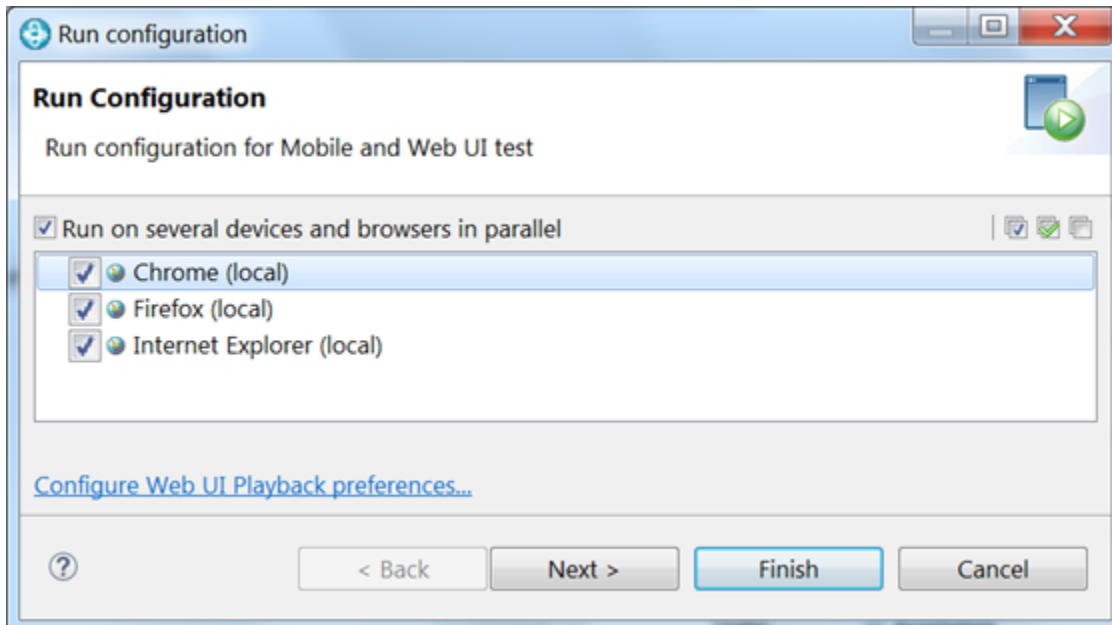 Run configuration
Run Configuration
Run configuration for Mobile and Web UI test
Run on several devices and browsers in parallel
Chrome (local)
Firefox (local)
Internet Explorer (local)
Configure Web UI Playback preferences...
? < Back Next > Finish Cancel